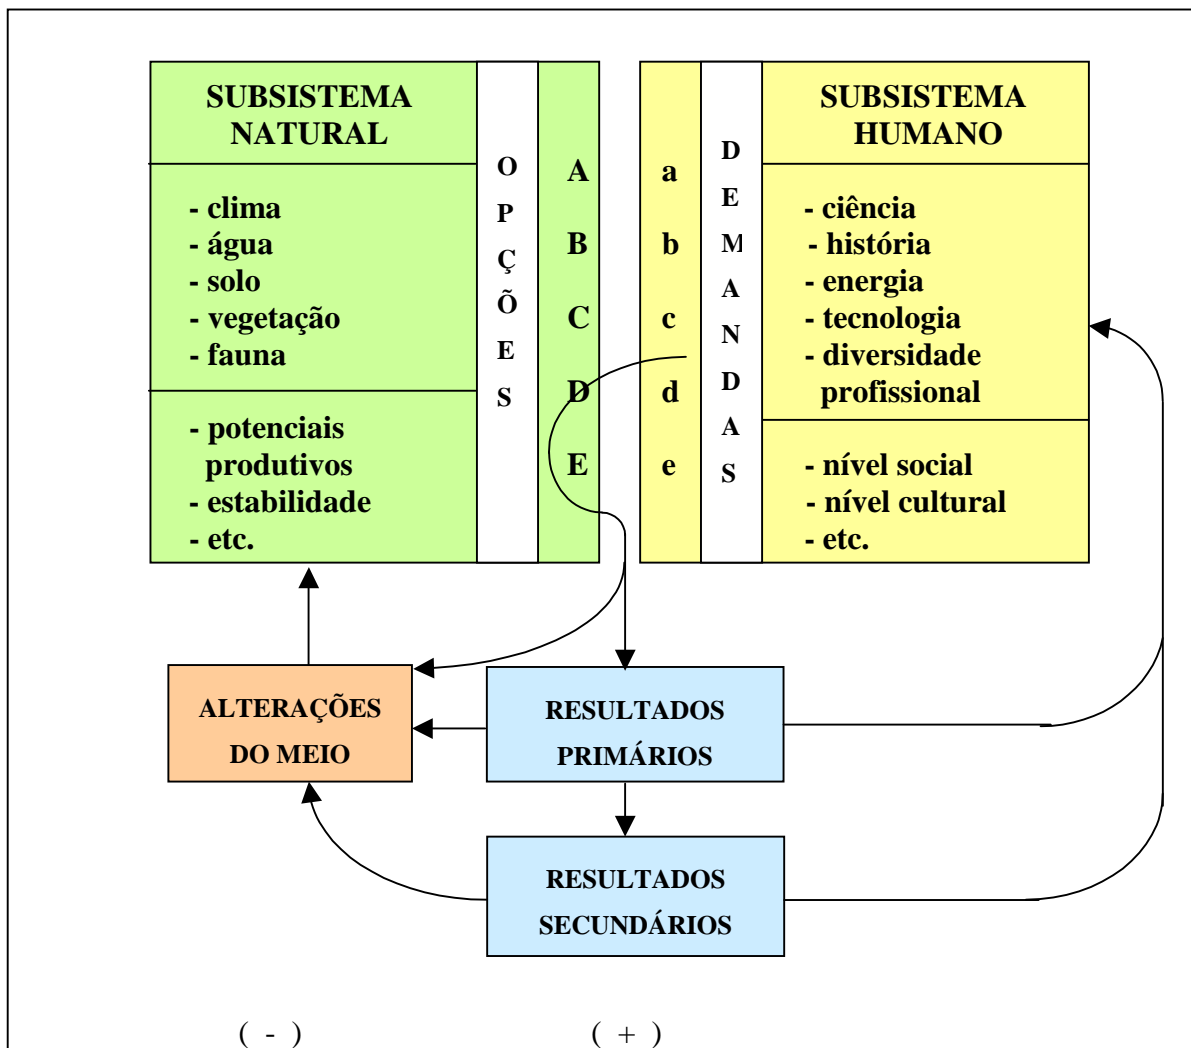 SUBSISTEMA
NATURAL
- clima
- água
- solo
- vegetação
- fauna
- potenciais
produtivos
- estabilidade
- etc.
O
P
Ç
Õ
E
S
A
B
C
D
E
a
b
c
d
e
D
E
M
A
N
D
A
S
SUBSISTEMA
HUMANO
- ciência
- história
- energia
- tecnologia
- diversidade
profissional
- nível social
- nível cultural
- etc.
ALTERAÇÕES
DO MEIO
RESULTADOS
PRIMÁRIOS
RESULTADOS
SECUNDÁRIOS
( - )
( + )